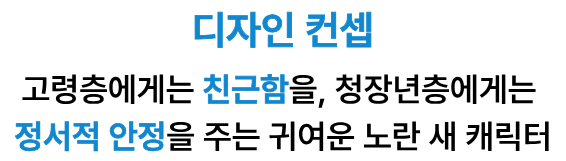 디자인 컨셉
고령층에게는 친근함을, 청장년층에게는
정서적 안정을 주는 귀여운 노란 새 캐릭터